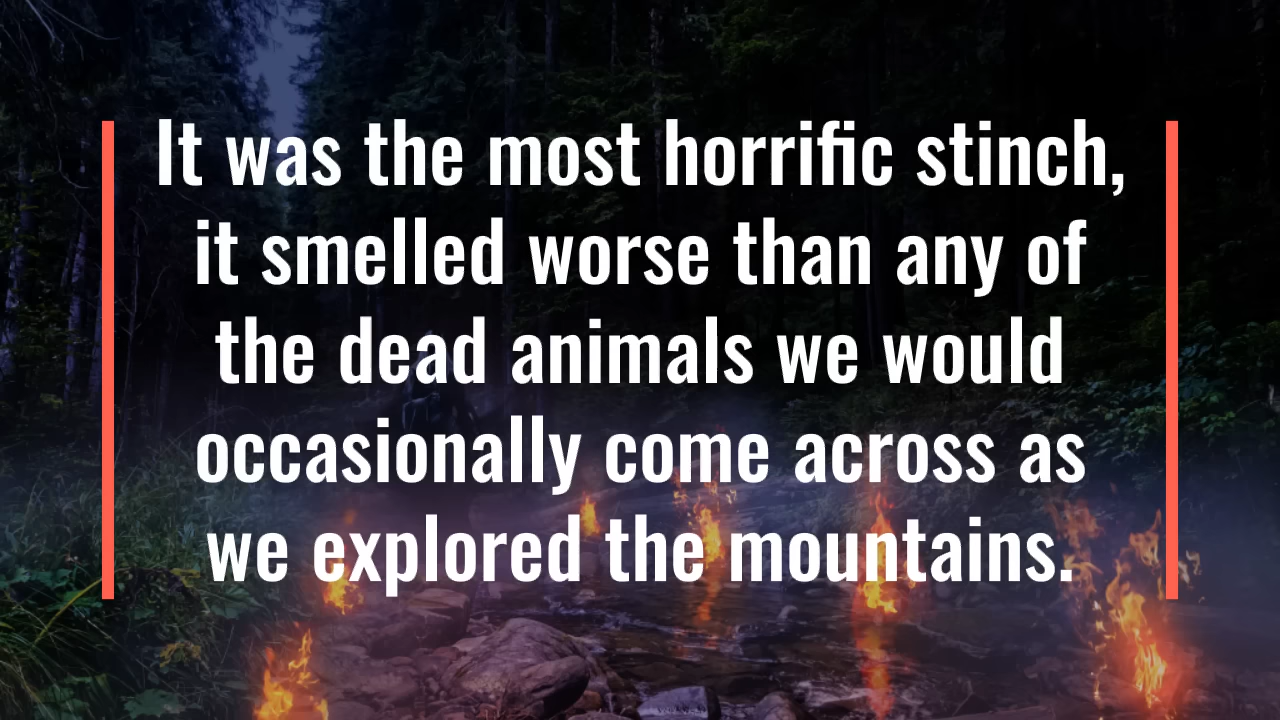 It was the most horrific stinch,
it smelled worse than any of
the dead animals we would
occasionally come across as
we explored the mountains.